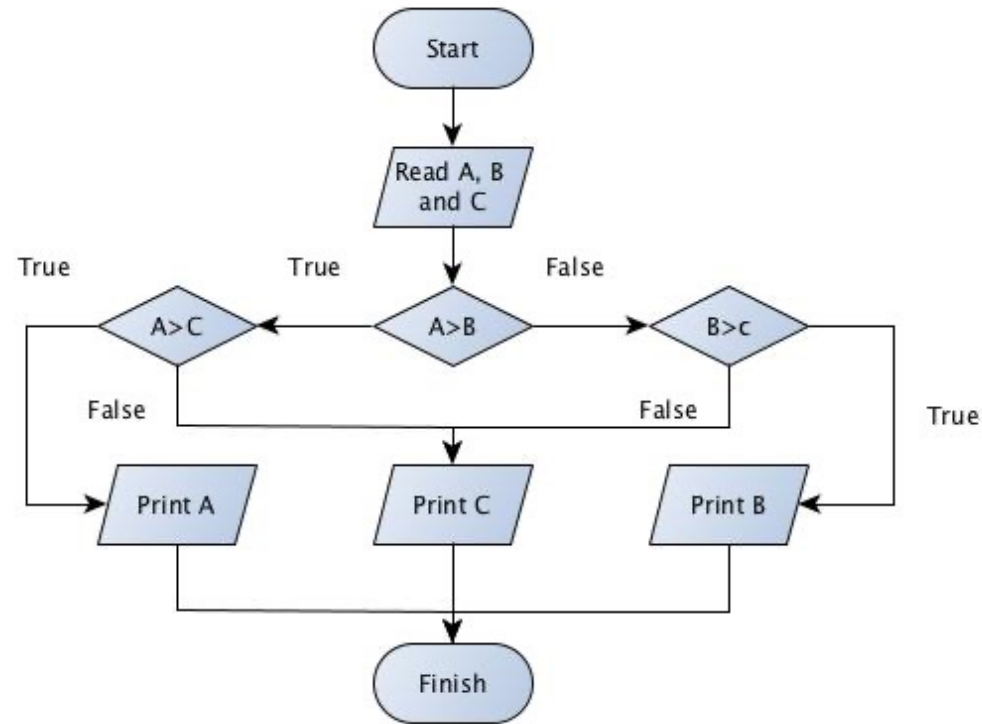 Start
Read A, B
and C
True
True
False
A>C
A>B
B>c
False
False
True
Print A
Print C
Print B
Finish